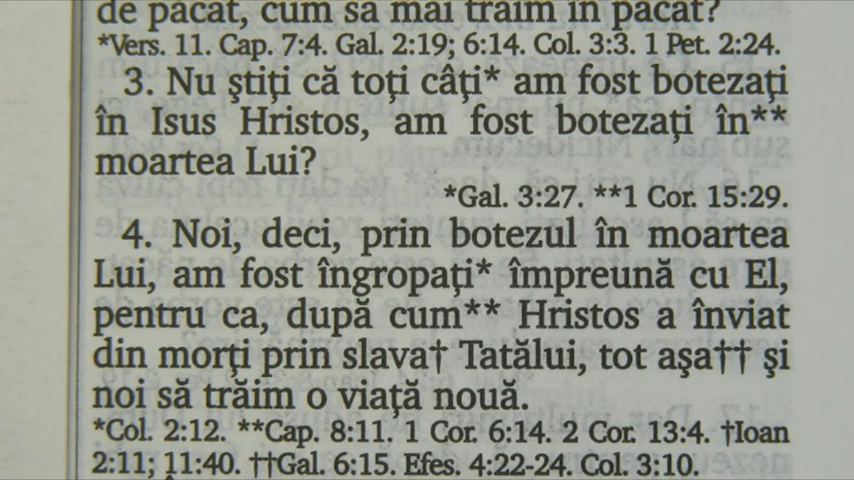 de păcat, cum să mai trăim în păcat?
*Vers. 11. Cap. 7:4. Gal. 2:19; 6:14. Col. 3:3. 1 Pet. 2:24.
3. Nu ştiţi că toţi câţi* am fost botezaţi
în Isus Hristos, am fost botezaţi în**
moartea Lui?
*Gal. 3:27. **1 Cor. 15:29.
4. Noi, deci, prin botezul în moartea
Lui, am fost îngropaţi* împreună cu El,
pentru ca, după cum** Hristos a înviat
din morţi prin slava† Tatălui, tot aşa†† şi
noi să trăim o viaţă nouă.
*Col. 2:12. **Cap. 8:11. 1 Cor. 6:14. 2 Cor. 13:4. †Ioan
2:11; 11:40. ††Gal. 6:15. Efes. 4:22-24. Col. 3:10.